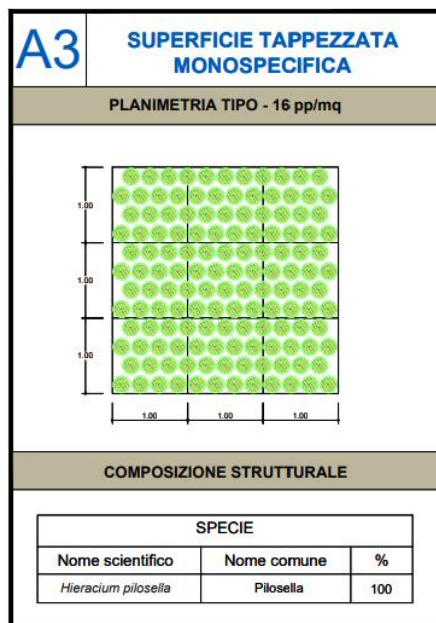 A3
SUPERFICIE TAPPEZZATA
MONOSPECIFICA
PLANIMETRIA TIPO - 16 pp/mq
1.00
1.00
1.00
1.00 1.00 1.00
COMPOSIZIONE STRUTTURALE
SPECIE
Nome scientifico Nome comune %
Hieracium pilosella Pilosella 100